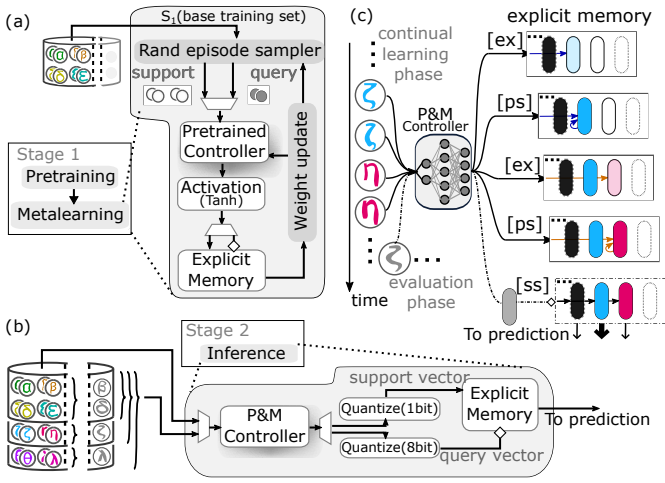 (a)
S1(base training set)
Rand episode sampler
support
query
Pretrained
Controller
Activation
(Tanh)
Explicit
Memory
Weight update
α
β
δ
ε
Stage 1
Pretraining
Metalearning
(b)
Stage 2
Inference
α
β
δ
ε
ζ
η
θ
λ
β
δ
ζ
λ
P&M
Controller
support vector
Quantize(1bit)
Quantize(8bit)
query vector
Explicit
Memory
To prediction
(c)
continual
learning
phase
ζ
ζ
η
η
ζ
evaluation
phase
time
P&M
Controller
explicit memory
[ex]
[ps]
[ex]
[ps]
[ss]
To prediction